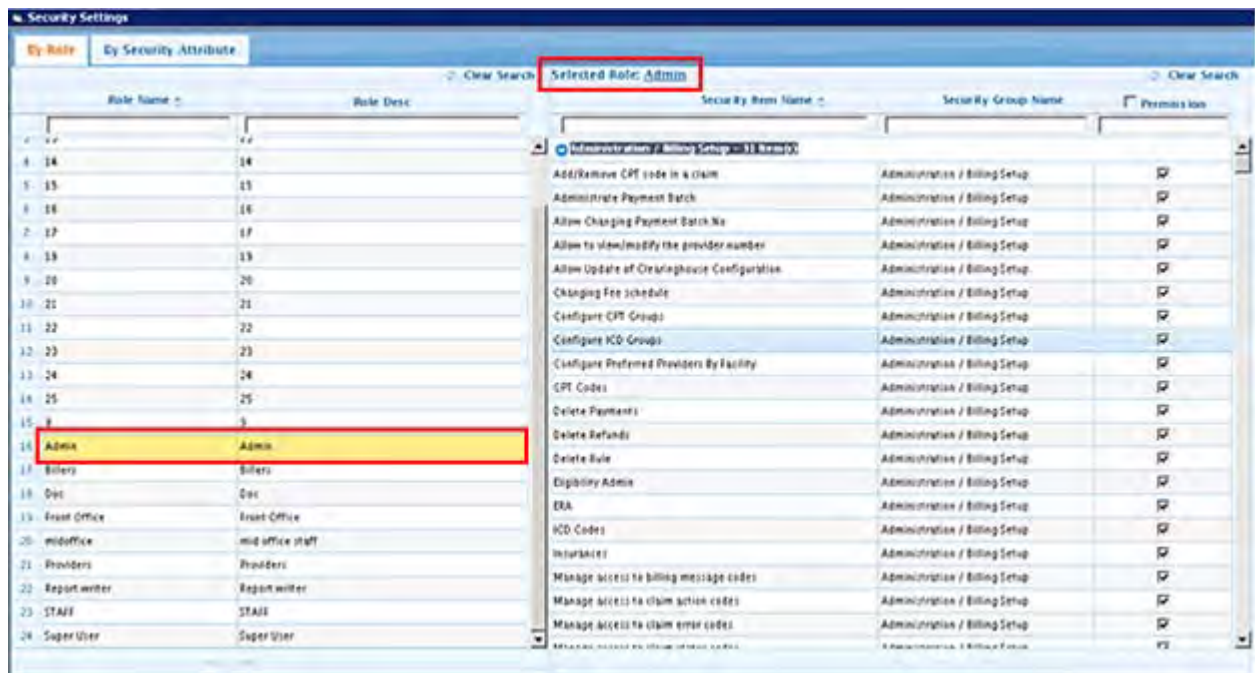 Security Settings
By Role By Security Attribute
Clear Search Selected Role: Admin Clear Search
Role Name Role Desc Security Item Name Security Group Name Permission
Administration / Billing Setup - 31 Item(s)
4 14 14
Add/Remove CPT code in a claim Administration / Billing Setup
5 15 15
Administrate Payment Batch Administration / Billing Setup
6 16 16
Allow Changing Payment Batch No Administration / Billing Setup
7 17 17
Allow to view/modify the provider number Administration / Billing Setup
8 19 19
Allow Update of Clearinghouse Configuration Administration / Billing Setup
9 20 20
Changing Fee schedule Administration / Billing Setup
10 21 21
Configure CPT Groups Administration / Billing Setup
11 22 22
Configure ICD Groups Administration / Billing Setup
12 23 23
Configure Preferred Providers By Facility Administration / Billing Setup
13 24 24
CPT Codes Administration / Billing Setup
14 25 25
Delete Payments Administration / Billing Setup
15
Delete Refunds Administration / Billing Setup
16 Admin Admin
Delete Rule Administration / Billing Setup
17 Billers Billers
Eligibility Admin Administration / Billing Setup
18 Doc Doc
ERA Administration / Billing Setup
19 Front Office Front Office
ICD Codes Administration / Billing Setup
20 midoffice mid office staff
Insurances Administration / Billing Setup
21 Providers Providers
Manage access to billing message codes Administration / Billing Setup
22 Report writer Report writer
Manage access to claim action codes Administration / Billing Setup
23 STAFF STAFF
Manage access to claim error codes Administration / Billing Setup
24 Super User Super User
Manage access to claim status codes Administration / Billing Setup